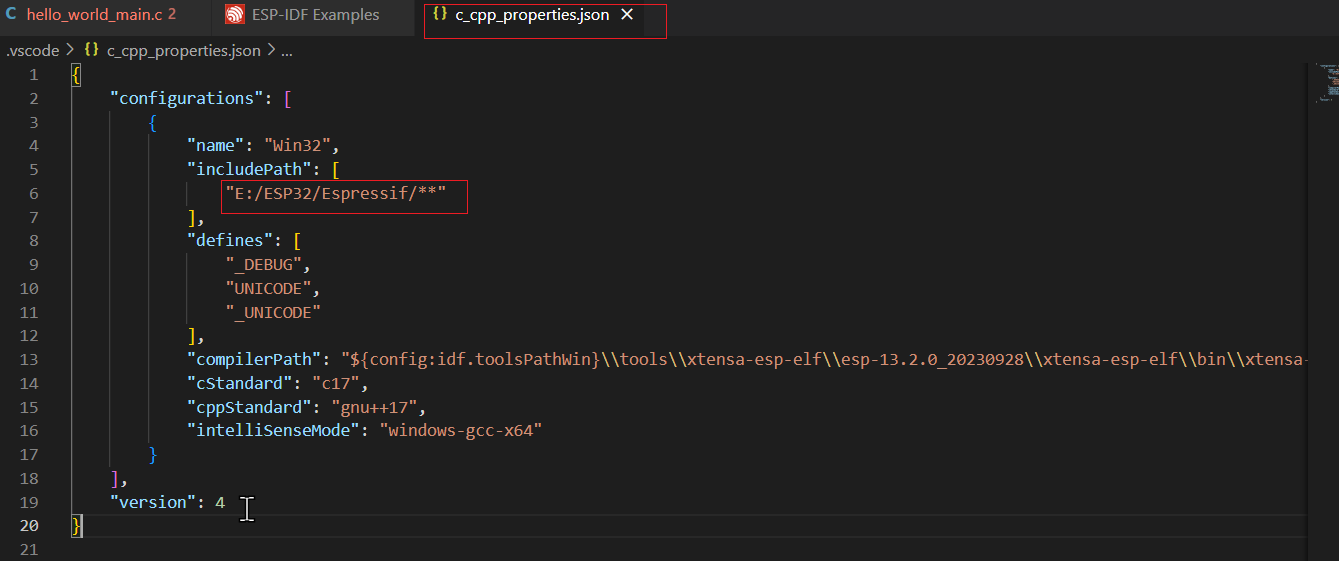 hello_world_main.c 2 ESP-IDF Examples {} c_cpp_properties.json ×
.vscode > {} c_cpp_properties.json > ...
1 {
2 "configurations": [
3 {
4 "name": "Win32",
5 "includePath": [
6 "E:/ESP32/Espressif/**"
7 ],
8 "defines": [
9 "_DEBUG",
10 "UNICODE",
11 "_UNICODE"
12 ],
13 "compilerPath": "${config:idf.toolsPathWin}\\tools\\xtensa-esp-elf\\esp-13.2.0_20230928\\xtensa-esp-elf\\bin\\xtensa-
14 "cStandard": "c17",
15 "cppStandard": "gnu++17",
16 "intelliSenseMode": "windows-gcc-x64"
17 }
18 ],
19 "version": 4
20 }
21